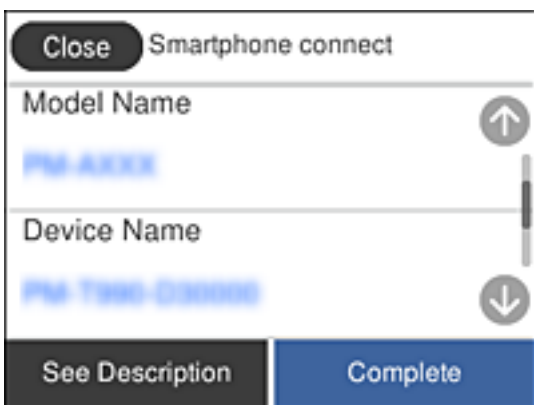 Close Smartphone connect
Model Name
PM-AXXX
Device Name
See Description Complete